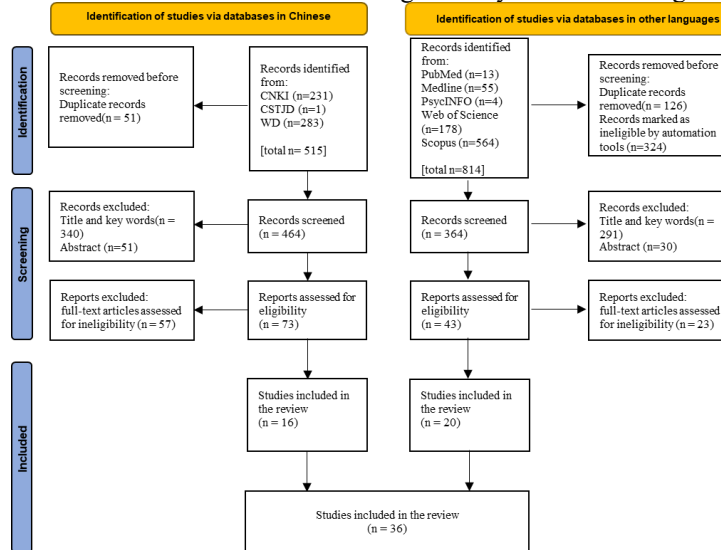 Identification of studies via databases in Chinese
Identification of studies via databases in other languages
Identification
Records removed before
screening:
Duplicate records
removed(n = 51)
Records identified
from:
CNKI (n=231)
CSTJD (n=1)
WD (n=283)
[total n= 515]
Records identified
from:
PubMed (n=13)
Medline (n=55)
PsycINFO (n=4)
Web of Science
(n=178)
Scopus (n=564)
[total n=814]
Records removed before
screening:
Duplicate records
removed(n = 126)
Records marked as
ineligible by automation
tools (n=324)
Screening
Records excluded:
Title and key words(n =
340)
Abstract (n=51)
Records screened
(n = 464)
Records screened
(n = 364)
Records excluded:
Title and key words(n =
291)
Abstract (n=30)
Reports excluded:
full-text articles assessed
for ineligibility (n = 57)
Reports assessed for
eligibility
(n = 73)
Reports assessed for
eligibility
(n = 43)
Reports excluded:
full-text articles assessed
for ineligibility (n = 23)
Included
Studies included in
the review
(n = 16)
Studies included in
the review
(n = 20)
Studies included in the review
(n = 36)